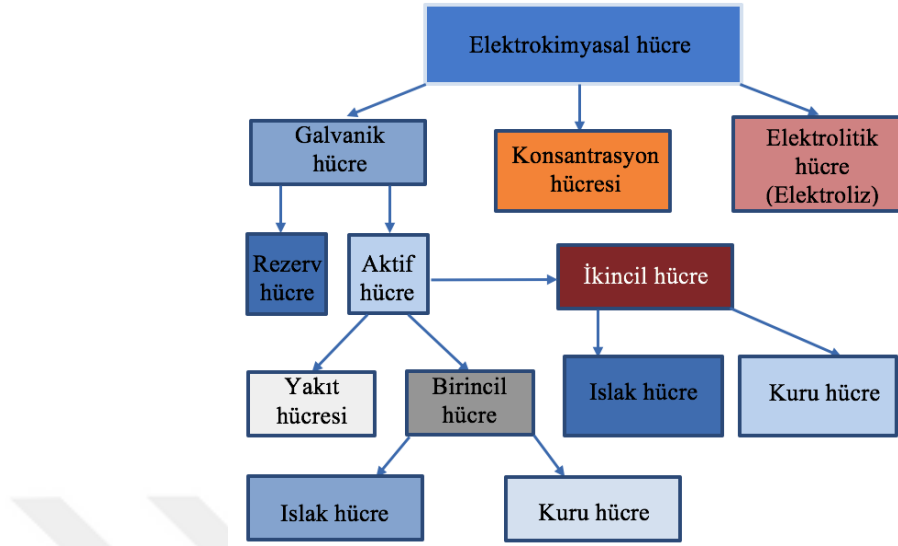 Elektrokimyasal hücre
Galvanik
hücre
Konsantrasyon
hücresi
Elektrolitik
hücre
(Elektroliz)
Rezerv
hücre
Aktif
hücre
İkincil hücre
Yakıt
hücresi
Birincil
hücre
Islak hücre
Kuru hücre
Islak hücre
Kuru hücre